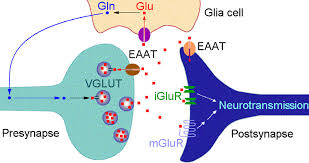 Gln
Glu
Glia cell
EAAT
EAAT
VGLUT
iGluR
Neurotransmission
Presynapse
mGluR
Postsynapse